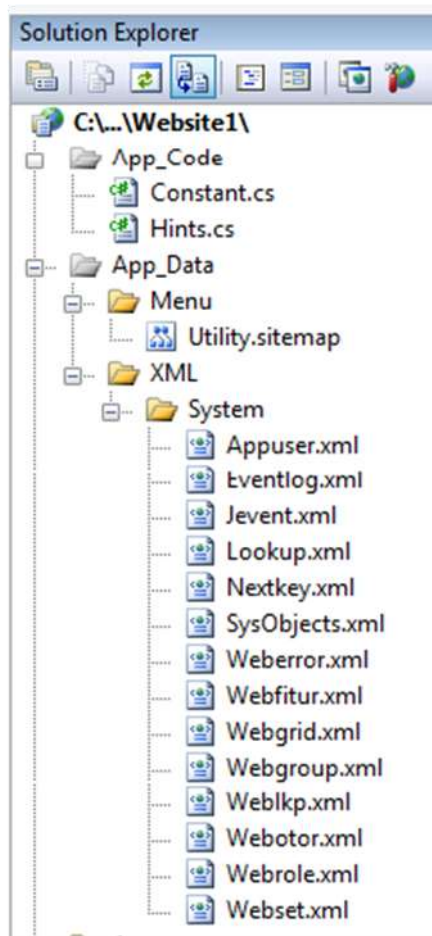 Solution Explorer
C:\...\Website1\
App_Code
Constant.cs
Hints.cs
App_Data
Menu
Utility.sitemap
XML
System
Appuser.xml
Eventlog.xml
Jevent.xml
Lookup.xml
Nextkey.xml
SysObjects.xml
Weberror.xml
Webfitur.xml
Webgrid.xml
Webgroup.xml
Weblkp.xml
Webotor.xml
Webrole.xml
Webset.xml